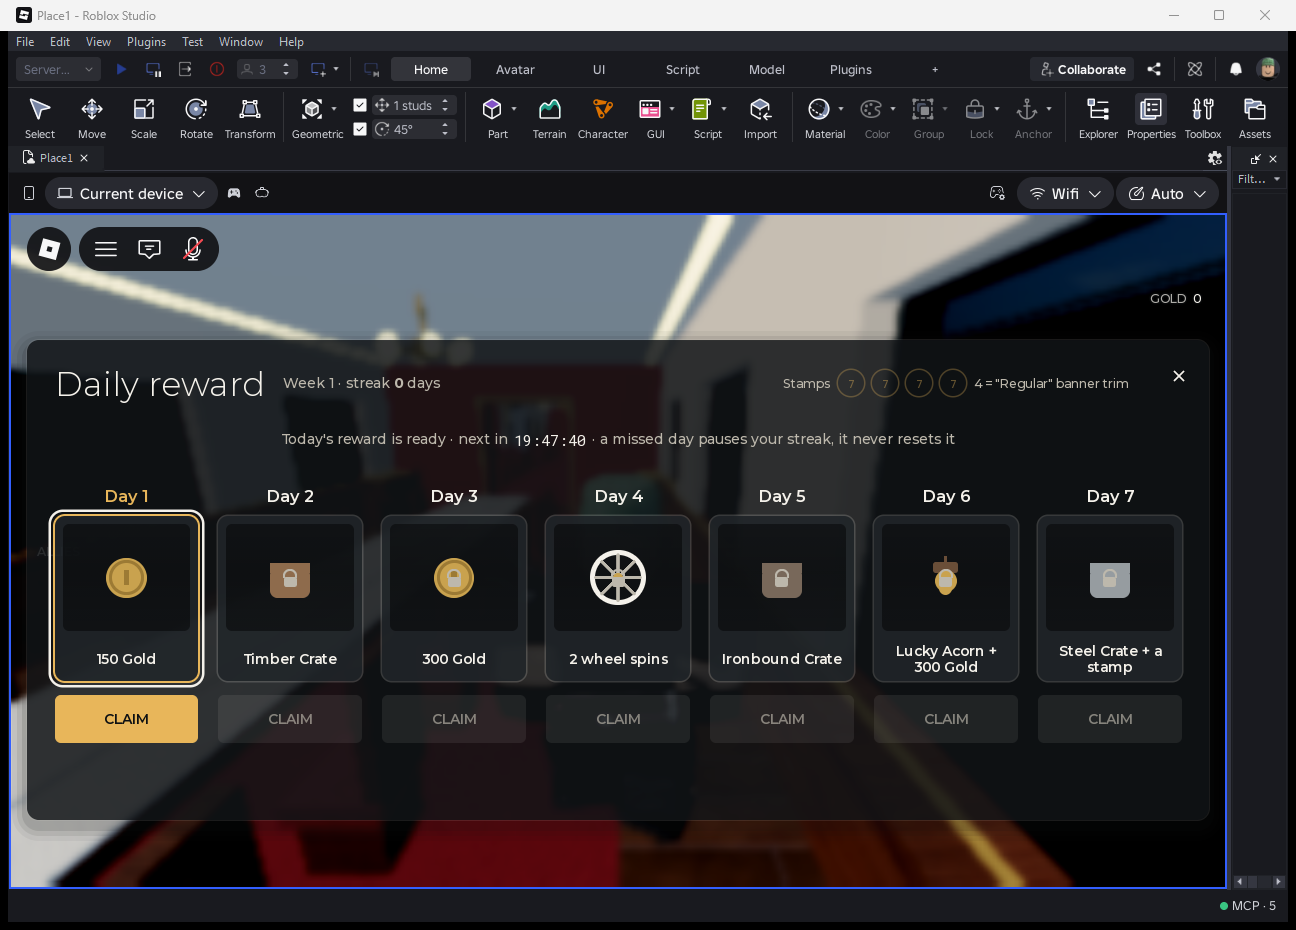 Place1 - Roblox Studio
File Edit View Plugins Test Window Help
Server... 3 Home Avatar UI Script Model Plugins + Collaborate
1 studs
45°
Select Move Scale Rotate Transform Geometric Part Terrain Character GUI Script Import Material Color Group Lock Anchor Explorer Properties Toolbox Assets
Place1
Filt...
Current device Wifi Auto
GOLD 0
Daily reward Week 1 · streak 0 days Stamps 7 7 7 7 4 = "Regular" banner trim
Today's reward is ready · next in 19:47:40 · a missed day pauses your streak, it never resets it
Day 1 Day 2 Day 3 Day 4 Day 5 Day 6 Day 7
150 Gold Timber Crate 300 Gold 2 wheel spins Ironbound Crate Lucky Acorn + 300 Gold Steel Crate + a stamp
CLAIM CLAIM CLAIM CLAIM CLAIM CLAIM CLAIM
MCP · 5